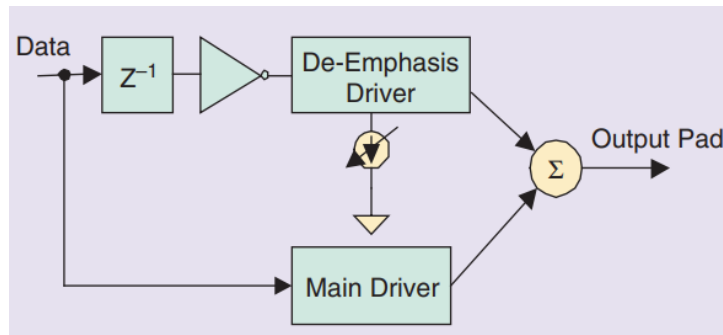 Data
Z⁻¹
De-Emphasis
Driver
Output Pad
Σ
Main Driver